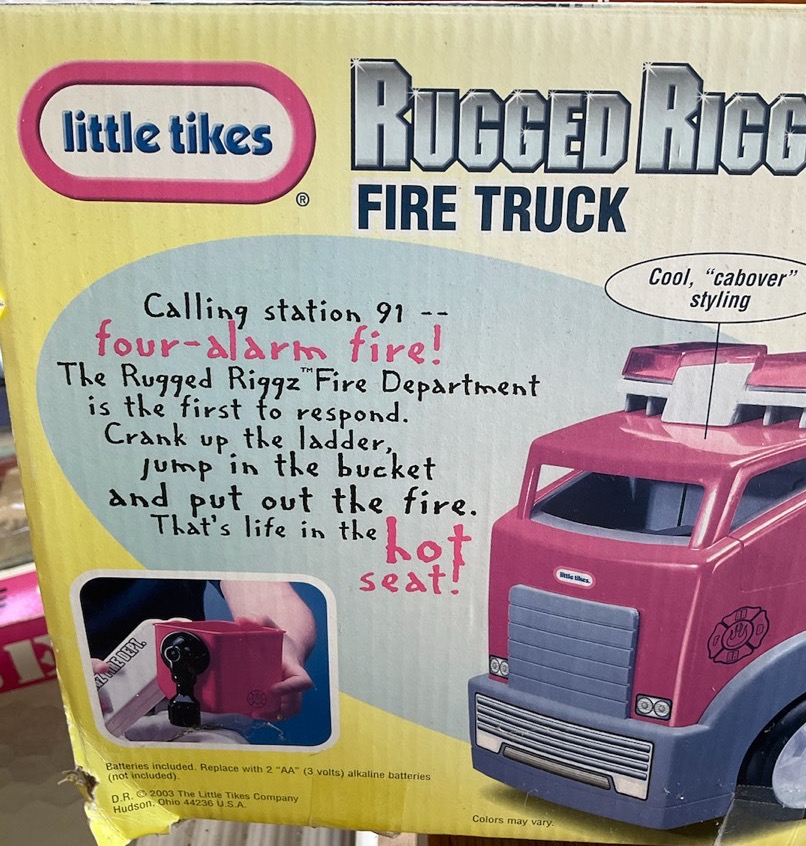 little tikes
®
RUGGED RIGG
FIRE TRUCK
Cool, "cabover"
styling
Calling station 91 --
four-alarm fire!
The Rugged Riggz™ Fire Department
is the first to respond.
Crank up the ladder,
jump in the bucket
and put out the fire.
That's life in the hot
seat!
little tikes
FIRE DEPT.
Batteries included. Replace with 2 "AA" (3 volts) alkaline batteries
(not included).
D.R. © 2003 The Little Tikes Company
Hudson, Ohio 44236 U.S.A.
Colors may vary.